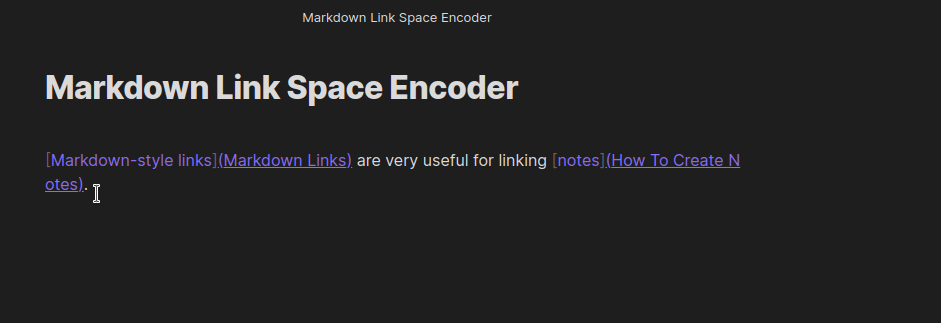 Markdown Link Space Encoder
Markdown Link Space Encoder
[Markdown-style links](Markdown Links) are very useful for linking [notes](How To Create N
otes).